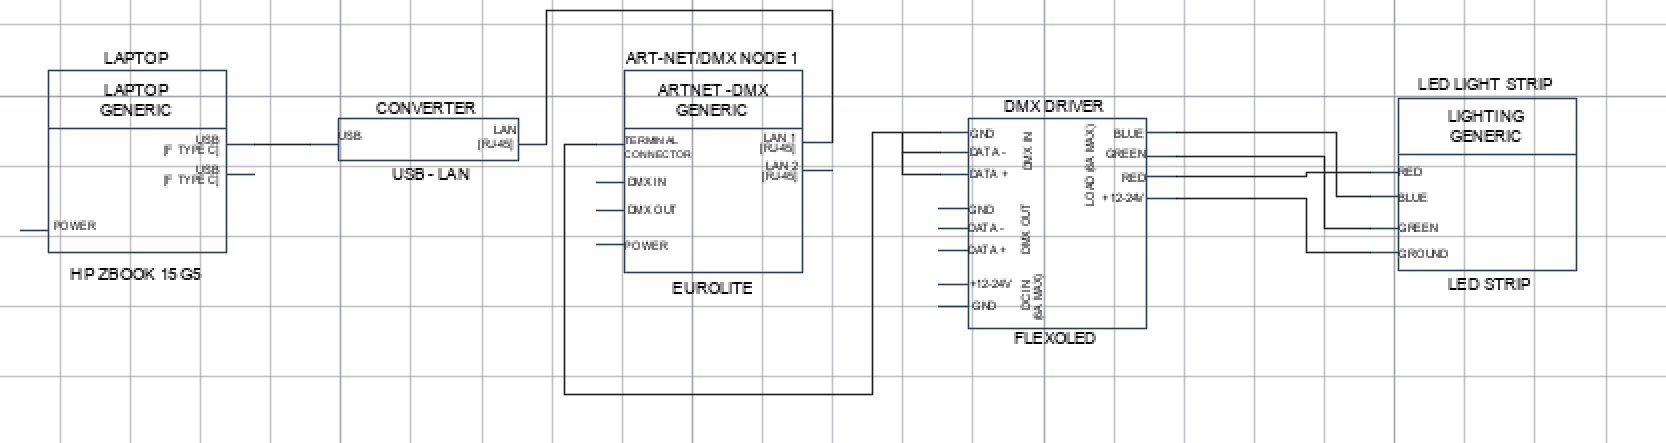 LAPTOP
LAPTOP
GENERIC
USB
[F TYPE C]
USB
[F TYPE C]
POWER
HP ZBOOK 15 G5
CONVERTER
USB
LAN
[RJ-45]
USB - LAN
ART-NET/DMX NODE 1
ARTNET -DMX
GENERIC
TERMINAL
CONNECTOR
DMX IN
DMX OUT
POWER
LAN 1
[RJ-45]
LAN 2
[RJ-45]
EUROLITE
DMX DRIVER
GND
DATA -
DATA +
DMX IN
GND
DATA -
DATA +
DMX OUT
+12-24V
GND
DC IN
(6A MAX)
LOAD (6A MAX)
BLUE
GREEN
RED
+12-24V
FLEXOLED
LED LIGHT STRIP
LIGHTING
GENERIC
RED
BLUE
GREEN
GROUND
LED STRIP